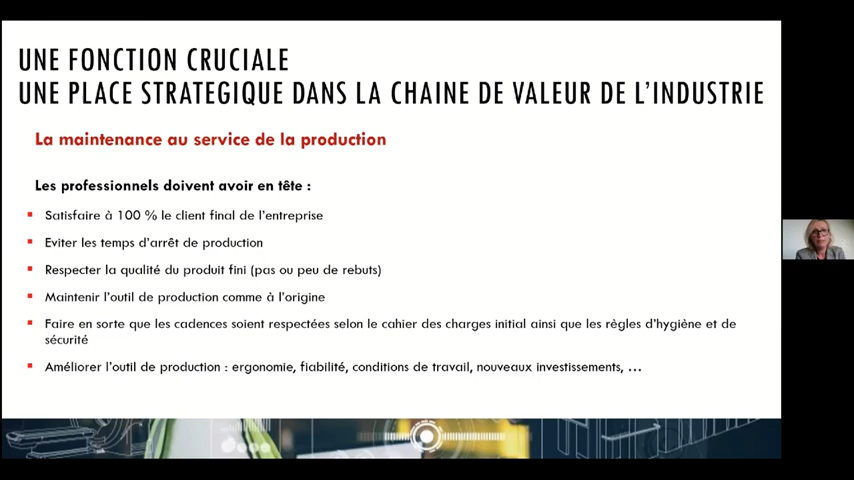 UNE FONCTION CRUCIALE
UNE PLACE STRATEGIQUE DANS LA CHAINE DE VALEUR DE L'INDUSTRIE
La maintenance au service de la production
Les professionnels doivent avoir en tête :
Satisfaire à 100 % le client final de l'entreprise
Eviter les temps d'arrêt de production
Respecter la qualité du produit fini (pas ou peu de rebuts)
Maintenir l'outil de production comme à l'origine
Faire en sorte que les cadences soient respectées selon le cahier des charges initial ainsi que les règles d'hygiène et de
sécurité
Améliorer l'outil de production : ergonomie, fiabilité, conditions de travail, nouveaux investissements, …